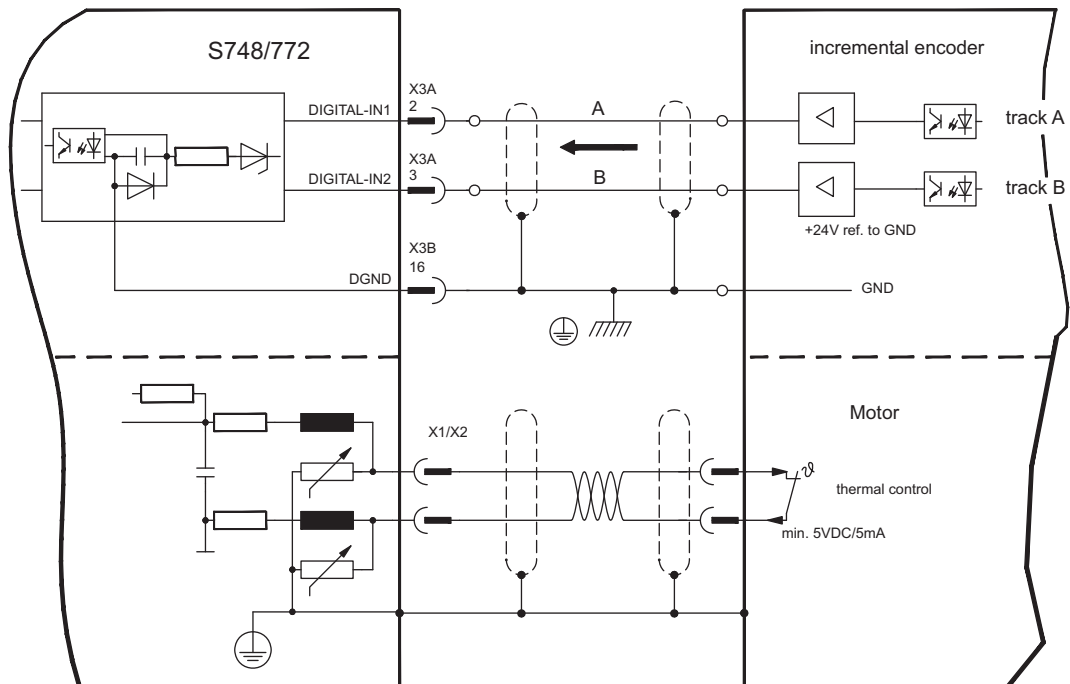 S748/772
incremental encoder
X3A
DIGITAL-IN1
2
A
track A
X3A
DIGITAL-IN2
3
B
track B
+24V ref. to GND
X3B
16
DGND
GND
Motor
X1/X2
ϑ
thermal control
min. 5VDC/5mA